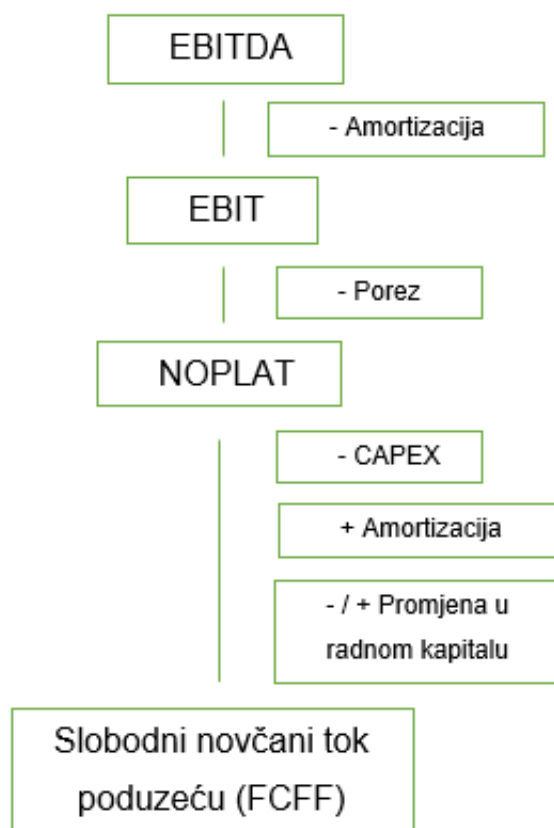 EBITDA
- Amortizacija
EBIT
- Porez
NOPLAT
- CAPEX
+ Amortizacija
- / + Promjena u
radnom kapitalu
Slobodni novčani tok
poduzeću (FCFF)